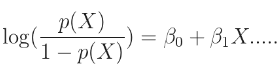 log(p(X)/(1 − p(X))) = β₀ + β₁X.....